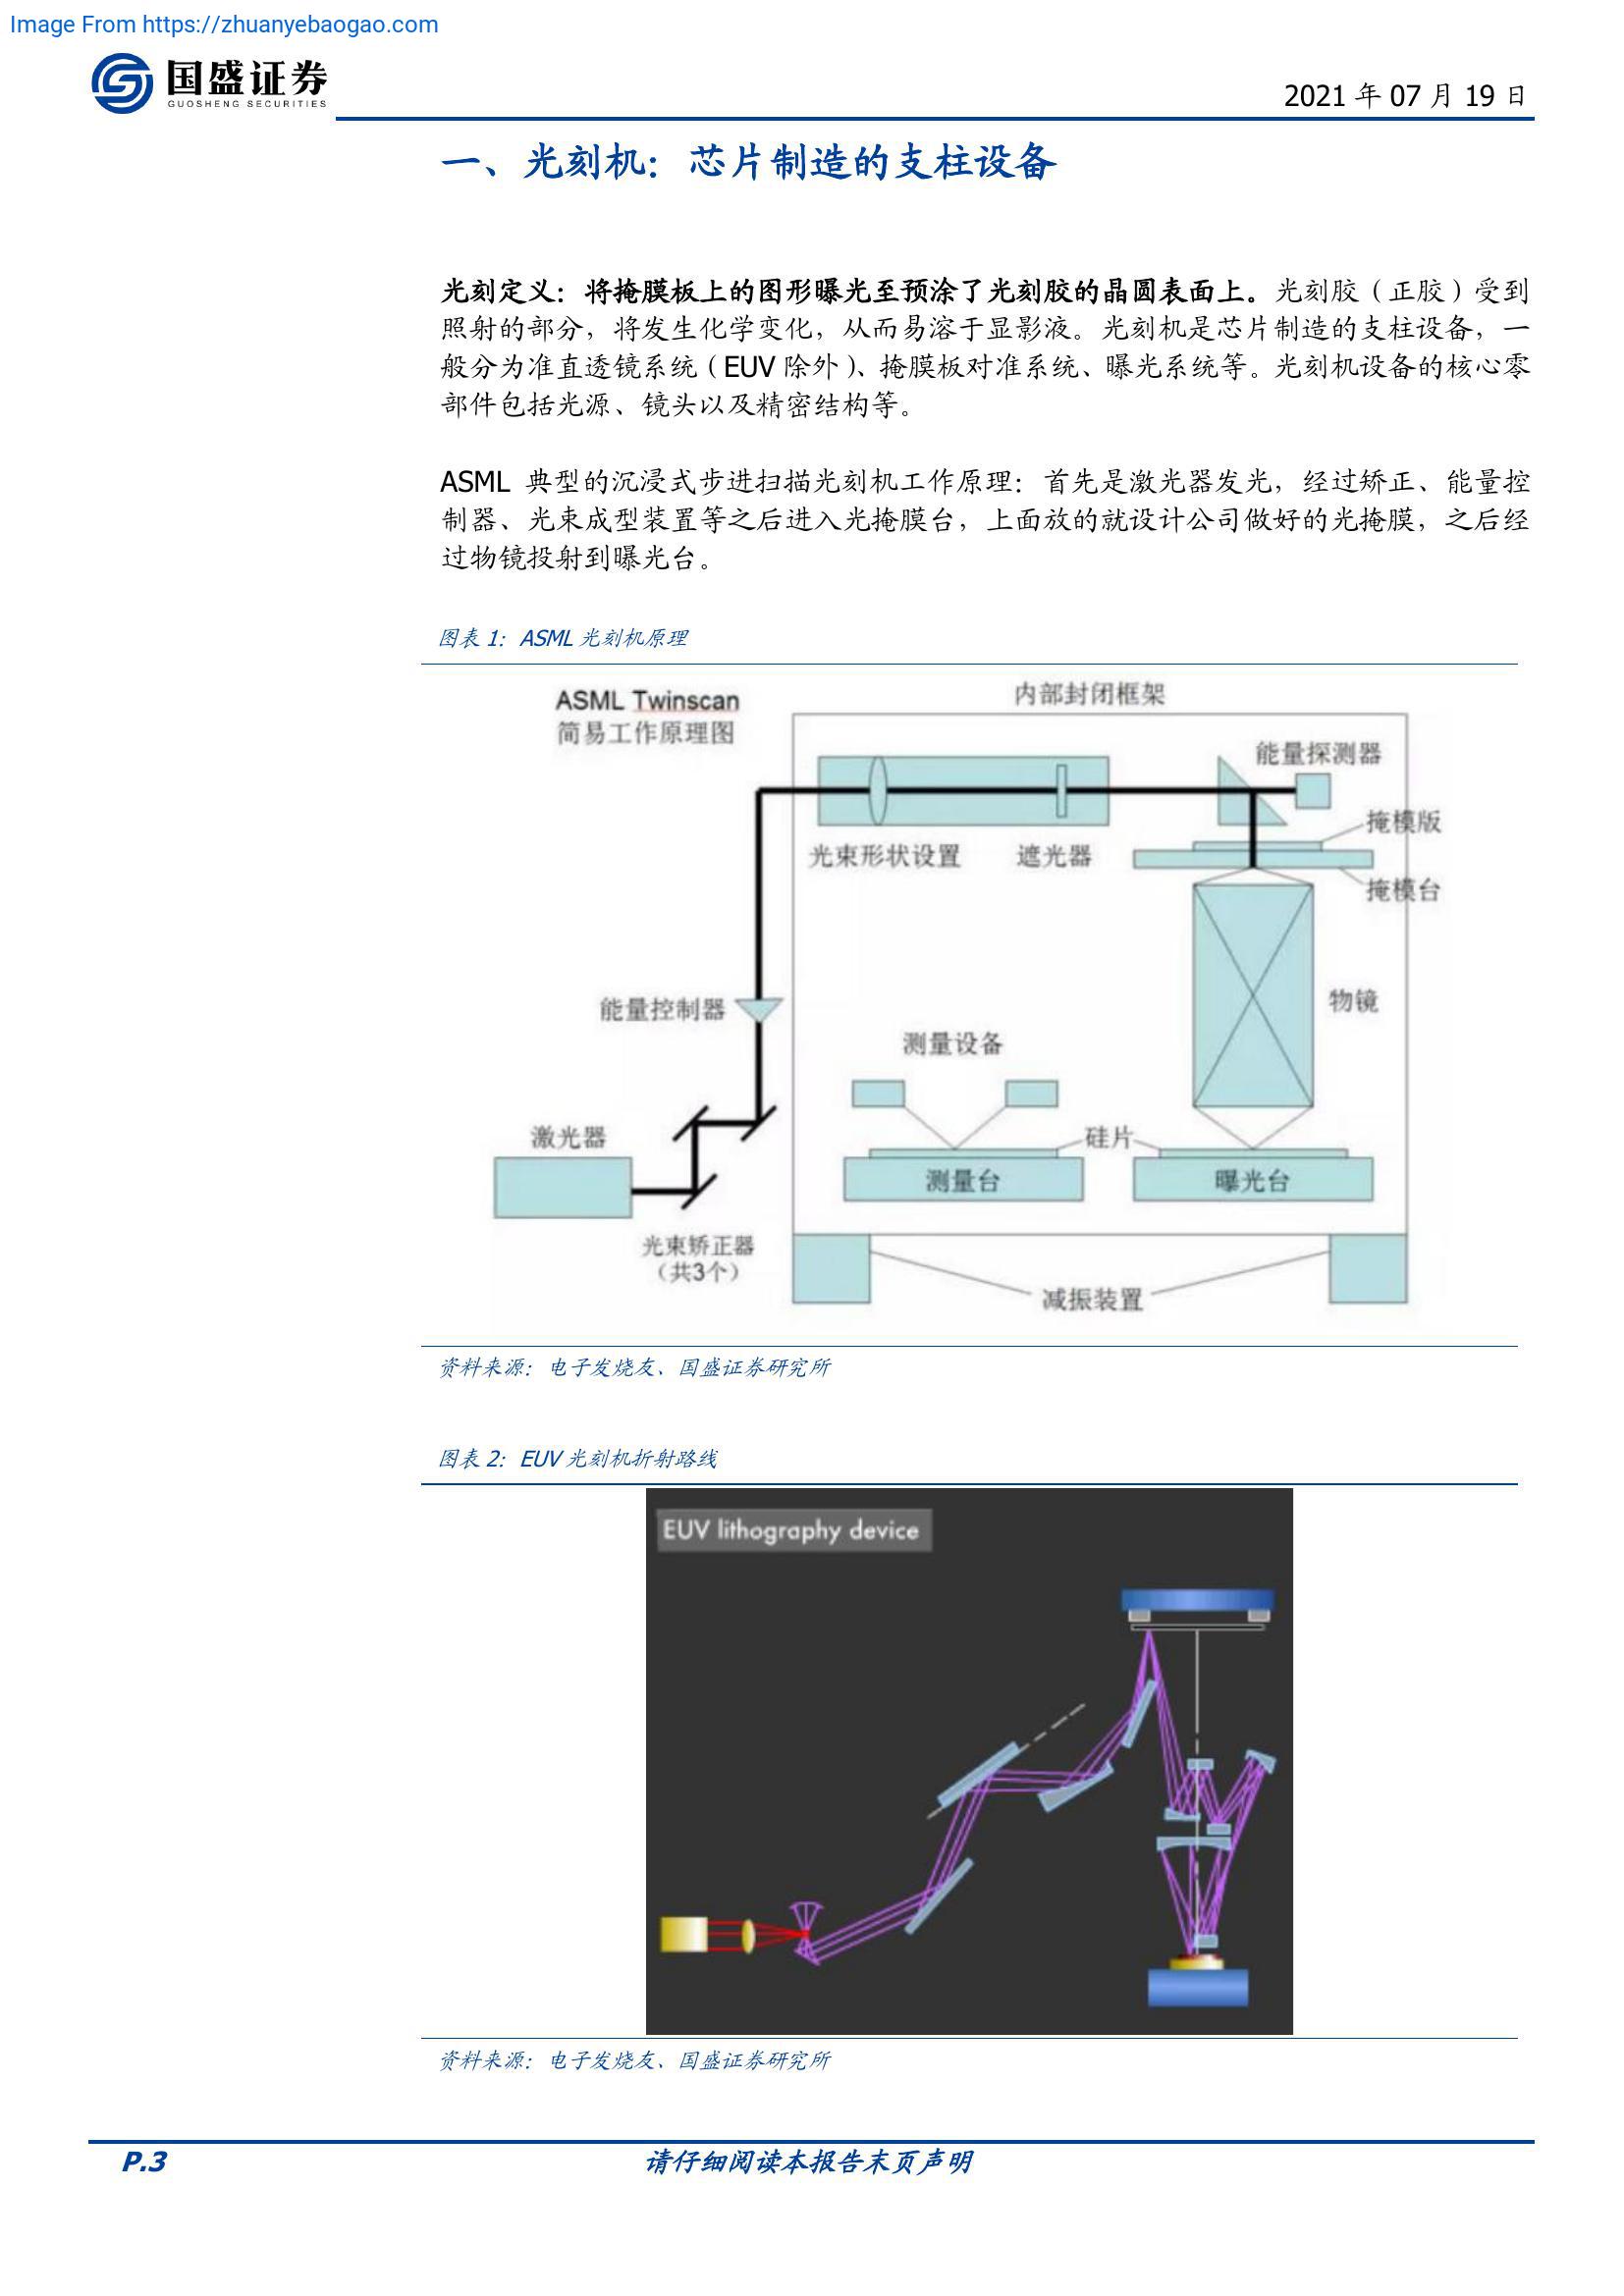 Image From https://zhuanyebaogao.com
国盛证券
GUOSHENG SECURITIES
2021 年 07 月 19 日
一、光刻机：芯片制造的支柱设备
光刻定义：将掩膜板上的图形曝光至预涂了光刻胶的晶圆表面上。光刻胶（正胶）受到
照射的部分，将发生化学变化，从而易溶于显影液。光刻机是芯片制造的支柱设备，一
般分为准直透镜系统（EUV 除外）、掩膜板对准系统、曝光系统等。光刻机设备的核心零
部件包括光源、镜头以及精密结构等。
ASML 典型的沉浸式步进扫描光刻机工作原理：首先是激光器发光，经过矫正、能量控
制器、光束成型装置等之后进入光掩膜台，上面放的就设计公司做好的光掩膜，之后经
过物镜投射到曝光台。
图表 1：ASML 光刻机原理
ASML Twinscan
简易工作原理图
内部封闭框架
能量探测器
掩模版
光束形状设置
遮光器
掩模台
能量控制器
物镜
测量设备
激光器
硅片
测量台
曝光台
光束矫正器
（共3个）
减振装置
资料来源：电子发烧友、国盛证券研究所
图表 2：EUV 光刻机折射路线
EUV lithography device
资料来源：电子发烧友、国盛证券研究所
P.3
请仔细阅读本报告末页声明